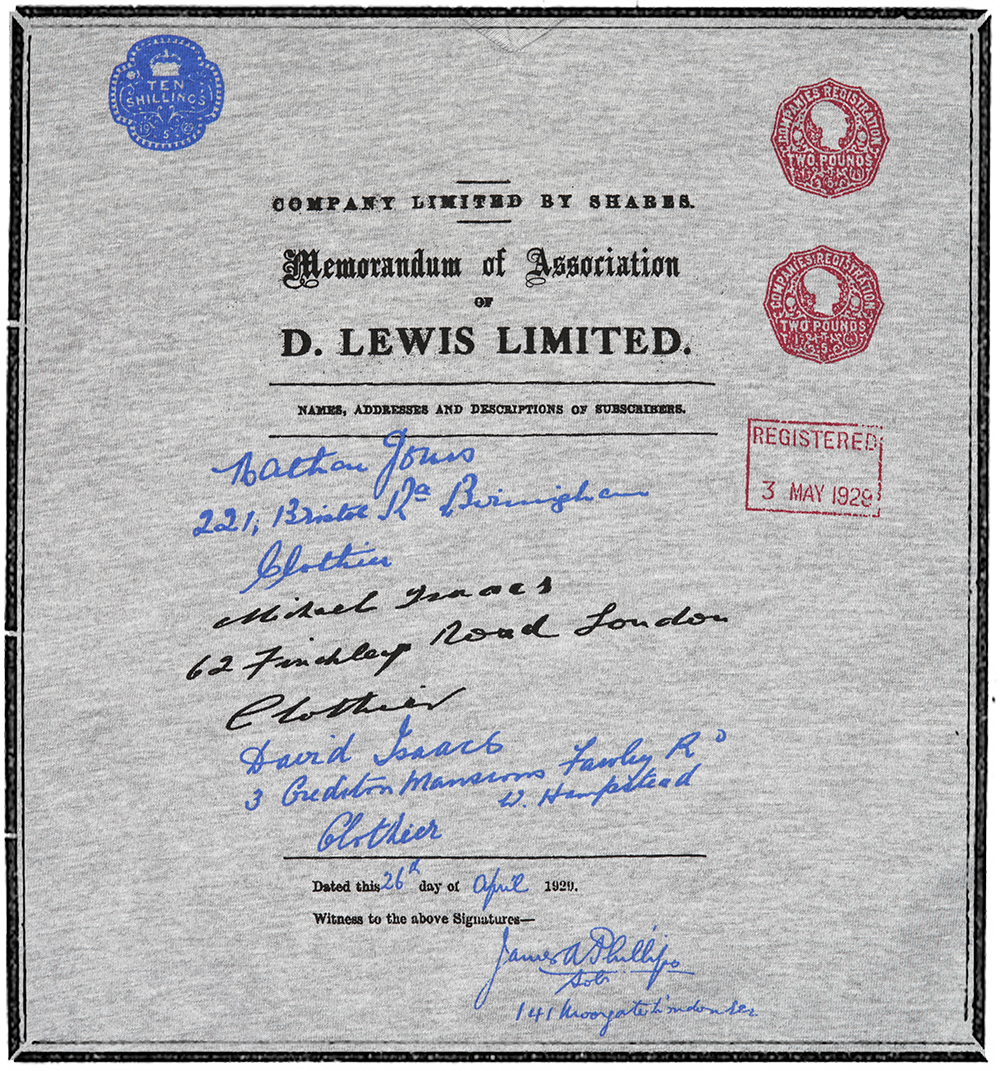 TEN
SHILLINGS
COMPANIES REGISTRATION
TWO POUNDS
COMPANY LIMITED BY SHARES.
Memorandum of Association
OF
D. LEWIS LIMITED.
COMPANIES REGISTRATION
TWO POUNDS
NAMES, ADDRESSES AND DESCRIPTIONS OF SUBSCRIBERS.
REGISTERED
3 MAY 1929
Nathan Jones
221, Bristol Rd Birmingham
Clothier
Michael Isaacs
62 Finchley Road London
Clothier
David Isaacs
3 Crediton Mansions Fawley Rd
W. Hampstead
Clothier
Dated this 26th day of April 1929.
Witness to the above Signatures—
James A Phillips
Solr
141 Moorgate London